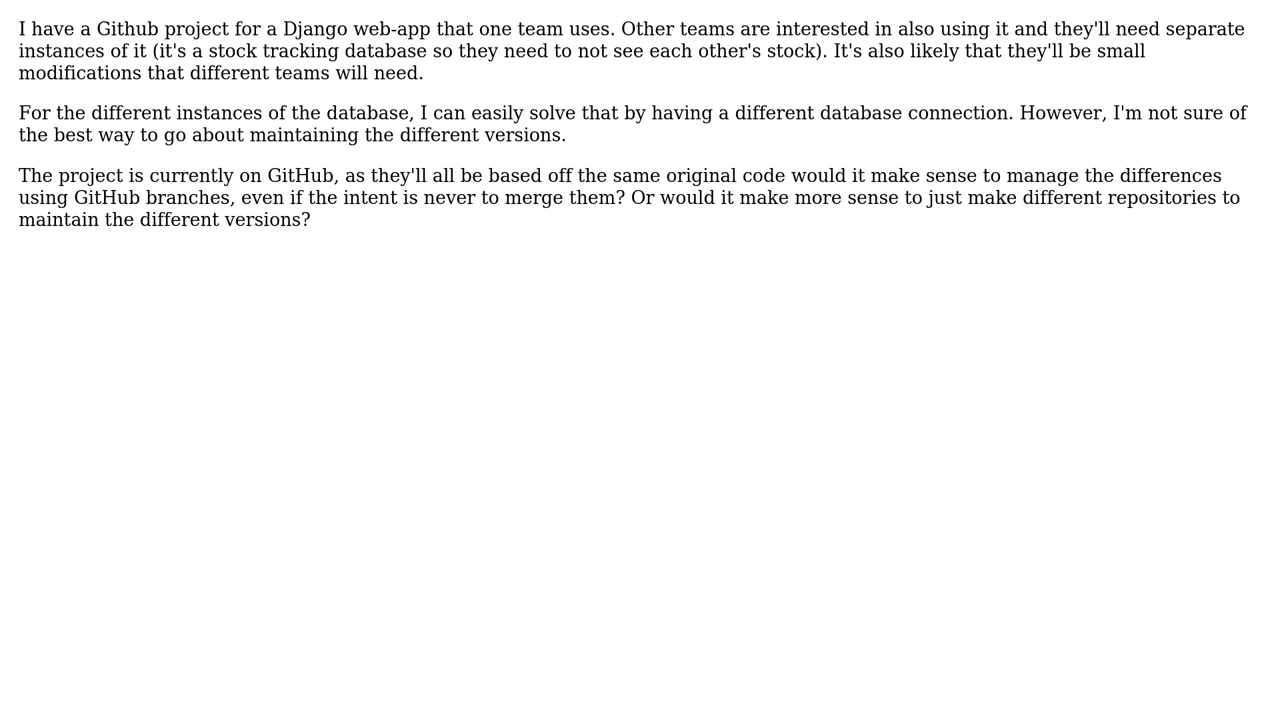 I have a Github project for a Django web-app that one team uses. Other teams are interested in also using it and they'll need separate
instances of it (it's a stock tracking database so they need to not see each other's stock). It's also likely that they'll be small
modifications that different teams will need.
For the different instances of the database, I can easily solve that by having a different database connection. However, I'm not sure of
the best way to go about maintaining the different versions.
The project is currently on GitHub, as they'll all be based off the same original code would it make sense to manage the differences
using GitHub branches, even if the intent is never to merge them? Or would it make more sense to just make different repositories to
maintain the different versions?